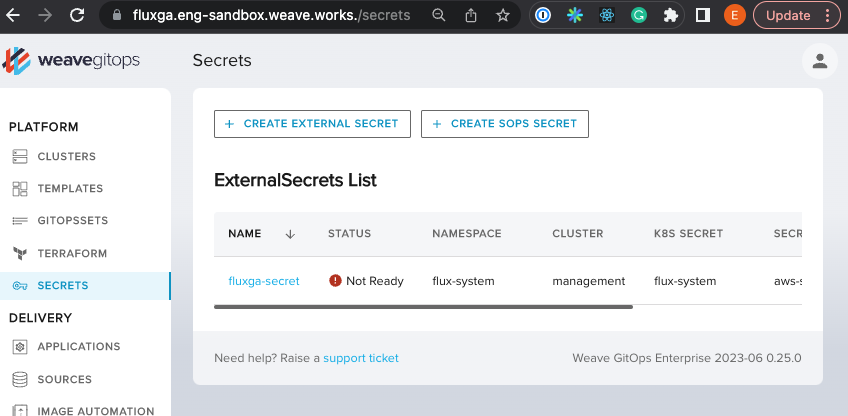 fluxga.eng-sandbox.weave.works./secrets
E
Update
weavegitops
Secrets
PLATFORM
CLUSTERS
TEMPLATES
GITOPSSETS
TERRAFORM
SECRETS
DELIVERY
APPLICATIONS
SOURCES
IMAGE AUTOMATION
+ CREATE EXTERNAL SECRET
+ CREATE SOPS SECRET
ExternalSecrets List
NAME STATUS NAMESPACE CLUSTER K8S SECRET SECR
fluxga-secret Not Ready flux-system management flux-system aws-s
Need help? Raise a support ticket
Weave GitOps Enterprise 2023-06 0.25.0